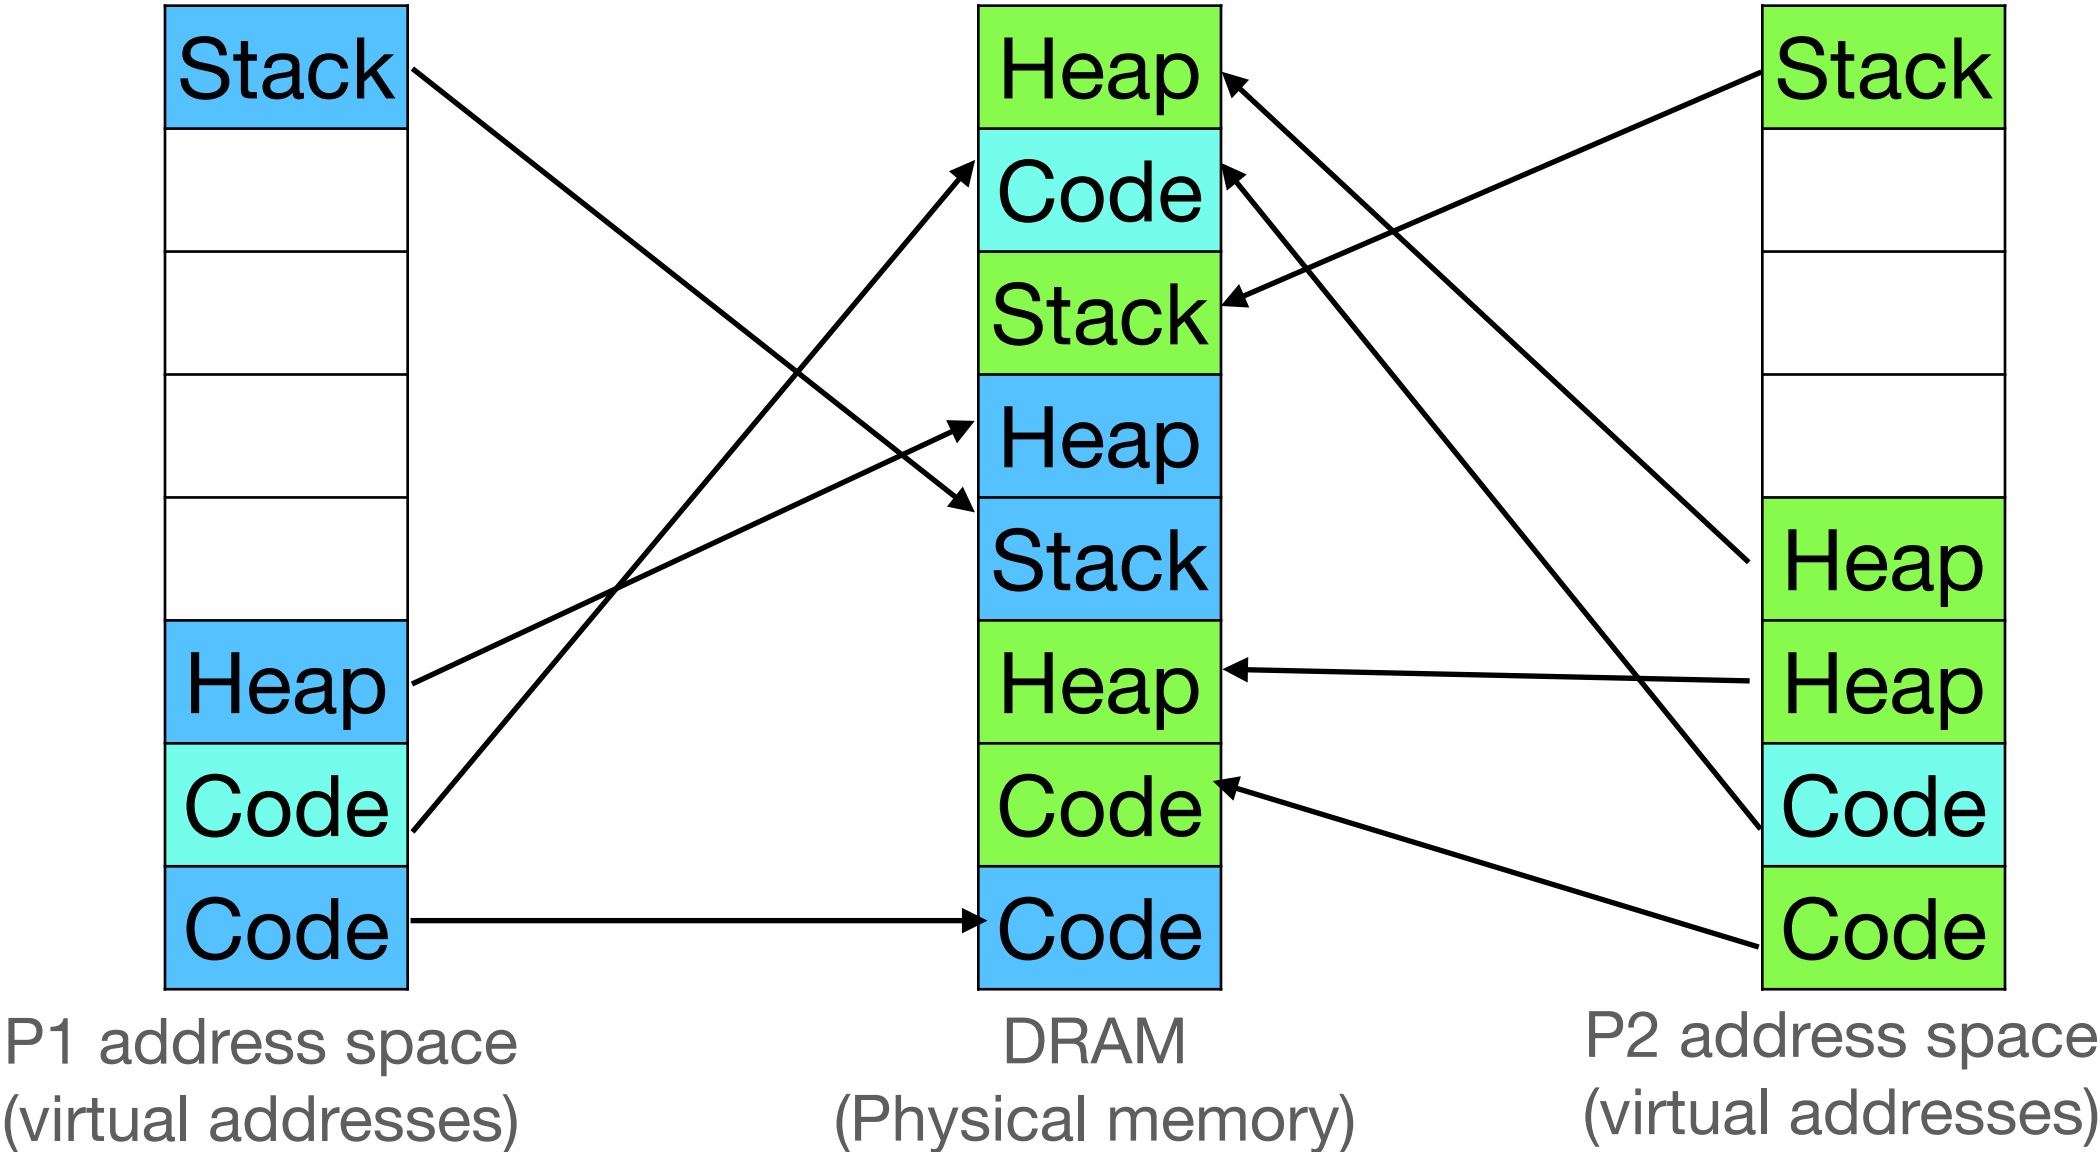 Stack
Heap
Code
Code
P1 address space
(virtual addresses)
Heap
Code
Stack
Heap
Stack
Heap
Code
Code
DRAM
(Physical memory)
Stack
Heap
Heap
Code
Code
P2 address space
(virtual addresses)